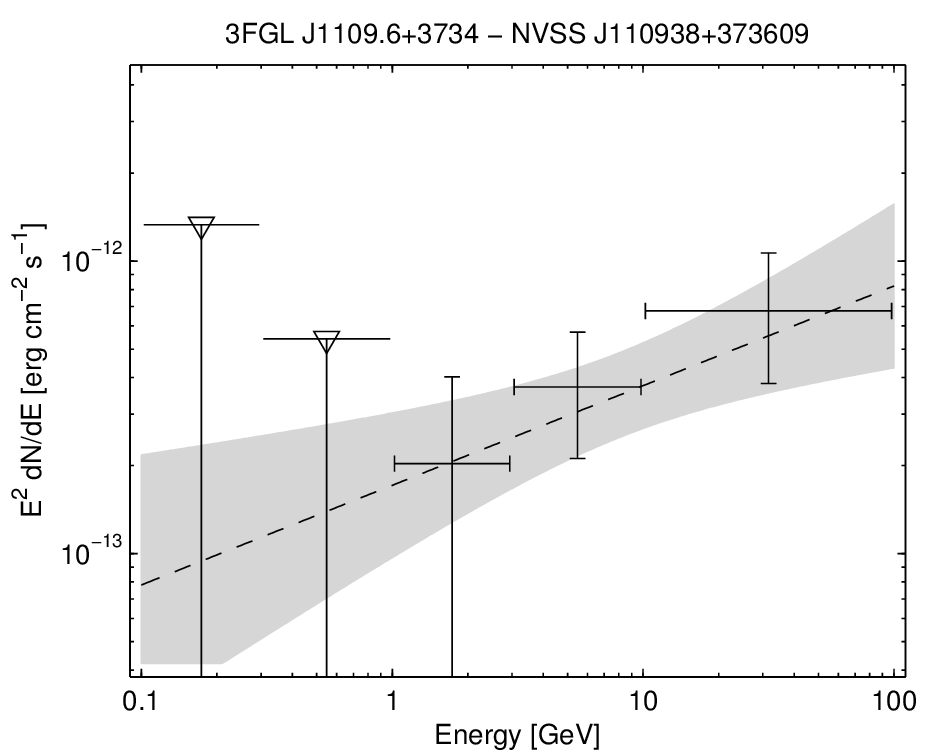 3FGL J1109.6+3734 − NVSS J110938+373609
E² dN/dE [erg cm⁻² s⁻¹]
10⁻¹²
10⁻¹³
0.1 1 10 100
Energy [GeV]